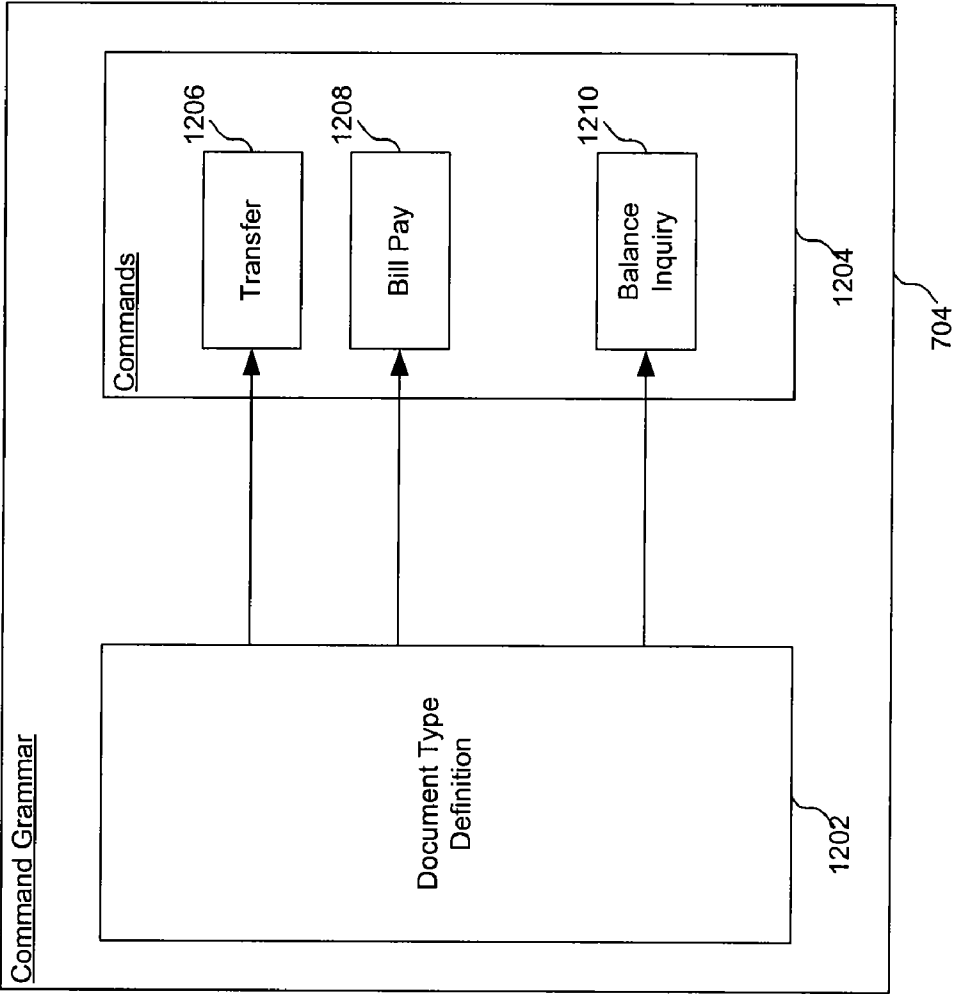 Command Grammar
Commands
Document Type
Definition
1202
Transfer
1206
Bill Pay
1208
Balance
Inquiry
1210
1204
704